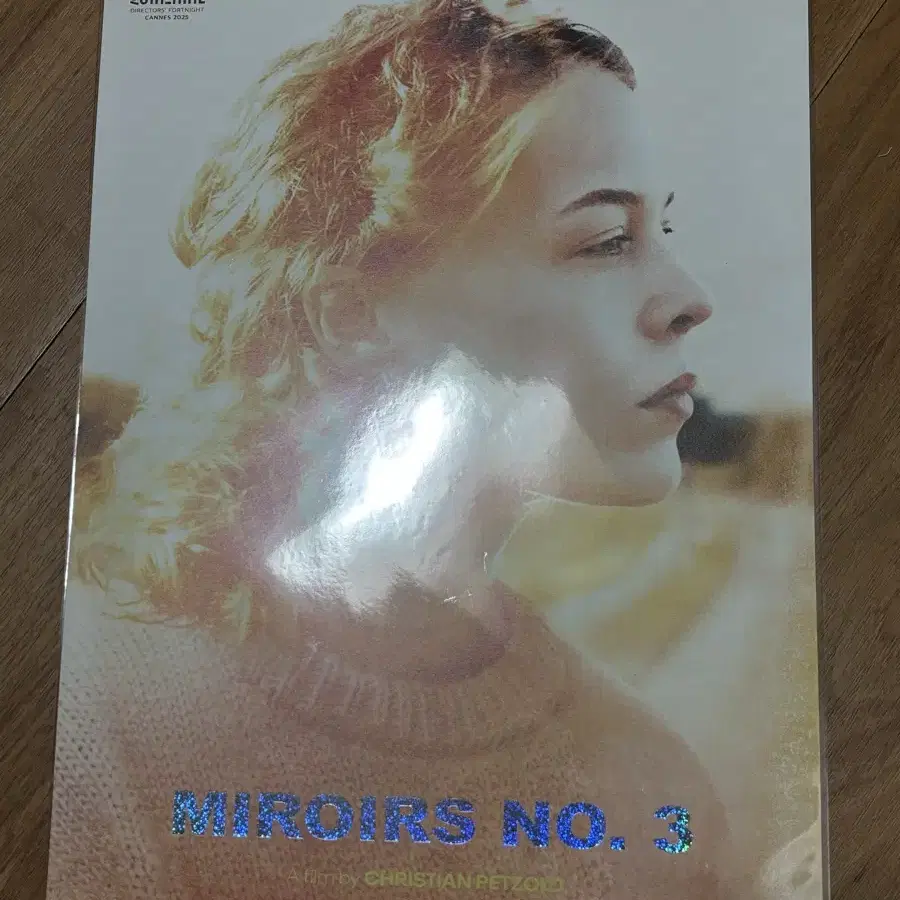 DIRECTORS' FORTNIGHT
CANNES 2025
MIROIRS NO. 3
A film by CHRISTIAN PETZOLD